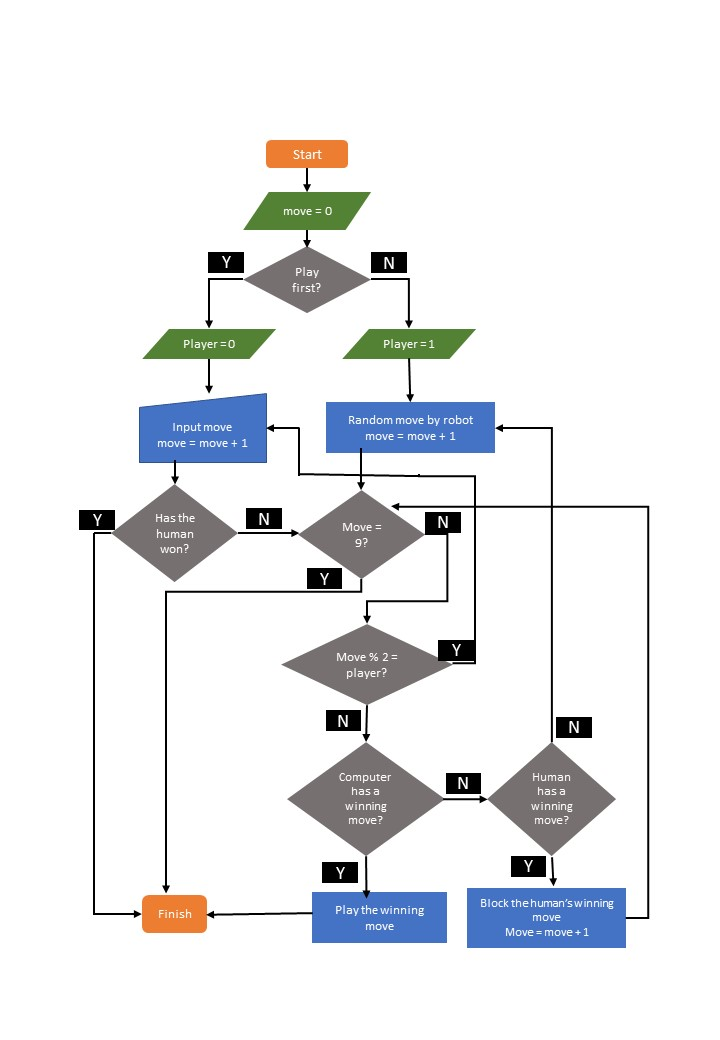 Start
move = 0
Y
N
Play
first?
Player = 0
Player = 1
Input move
move = move + 1
Random move by robot
move = move + 1
Y
Has the
human
won?
N
Move =
9?
N
Y
Move % 2 =
player?
Y
N
N
Computer
has a
winning
move?
N
Human
has a
winning
move?
Y
Y
Finish
Play the winning
move
Block the human's winning
move
Move = move + 1